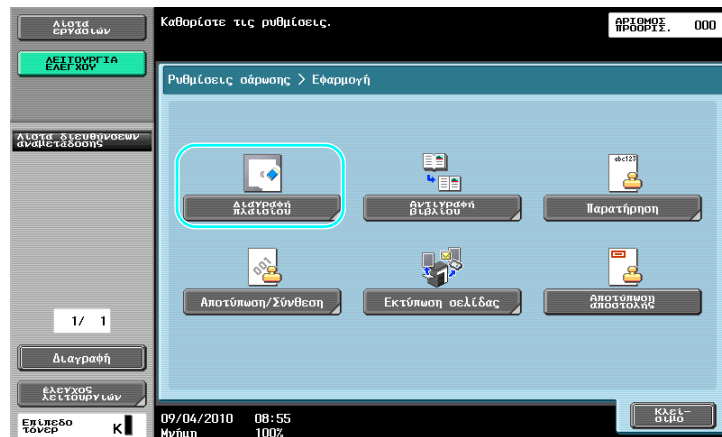 Λίστα
εργασιών
Καθορίστε τις ρυθμίσεις.
ΑΡΙΘΜΟΣ
ΠΡΟΟΡΙΣ.
000
ΛΕΙΤΟΥΡΓΙΑ
ΕΛΕΓΧΟΥ
Ρυθμίσεις σάρωσης > Εφαρμογή
Λίστα διευθύνσεων
αναμετάδοσης
abc123
Διαγραφή
πλαισίου
Αντιγραφή
βιβλίου
Παρατήρηση
001
Αποτύπωση/Σύνθεση
Εκτύπωση σελίδας
Αποτύπωση
αποστολής
1/ 1
Διαγραφή
έλεγχος
λειτουργιών
Επίπεδο
τόνερ
K
09/04/2010 08:55
Μνήμη 100%
Κλεί-
σιμο